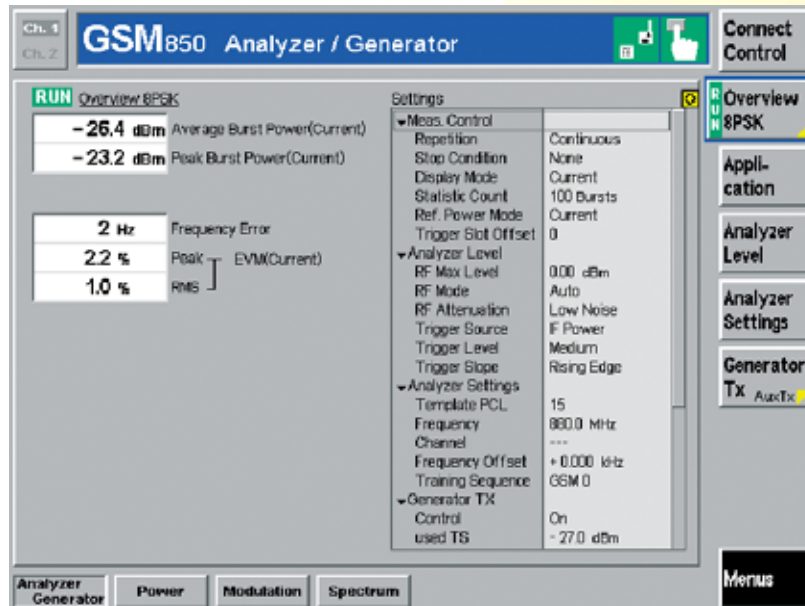 Ch. 1
Ch. 2
GSM850 Analyzer / Generator
Connect Control
RUN Overview 8PSK
- 26.4 dBm Average Burst Power(Current)
- 23.2 dBm Peak Burst Power(Current)
2 Hz Frequency Error
2.2 % Peak EVM(Current)
1.0 % RMS
Settings
Meas. Control
Repetition Continuous
Stop Condition None
Display Mode Current
Statistic Count 100 Bursts
Ref. Power Mode Current
Trigger Slot Offset 0
Analyzer Level
RF Max Level 0.00 dBm
RF Mode Auto
RF Attenuation Low Noise
Trigger Source IF Power
Trigger Level Medium
Trigger Slope Rising Edge
Analyzer Settings
Template PCL 15
Frequency 880.0 MHz
Channel ---
Frequency Offset + 0.000 kHz
Training Sequence GSM 0
Generator TX
Control On
used TS - 27.0 dBm
RUN
Overview 8PSK
Appli-
cation
Analyzer
Level
Analyzer
Settings
Generator
Tx AuxTx
Menus
Analyzer
Generator
Power
Modulation
Spectrum